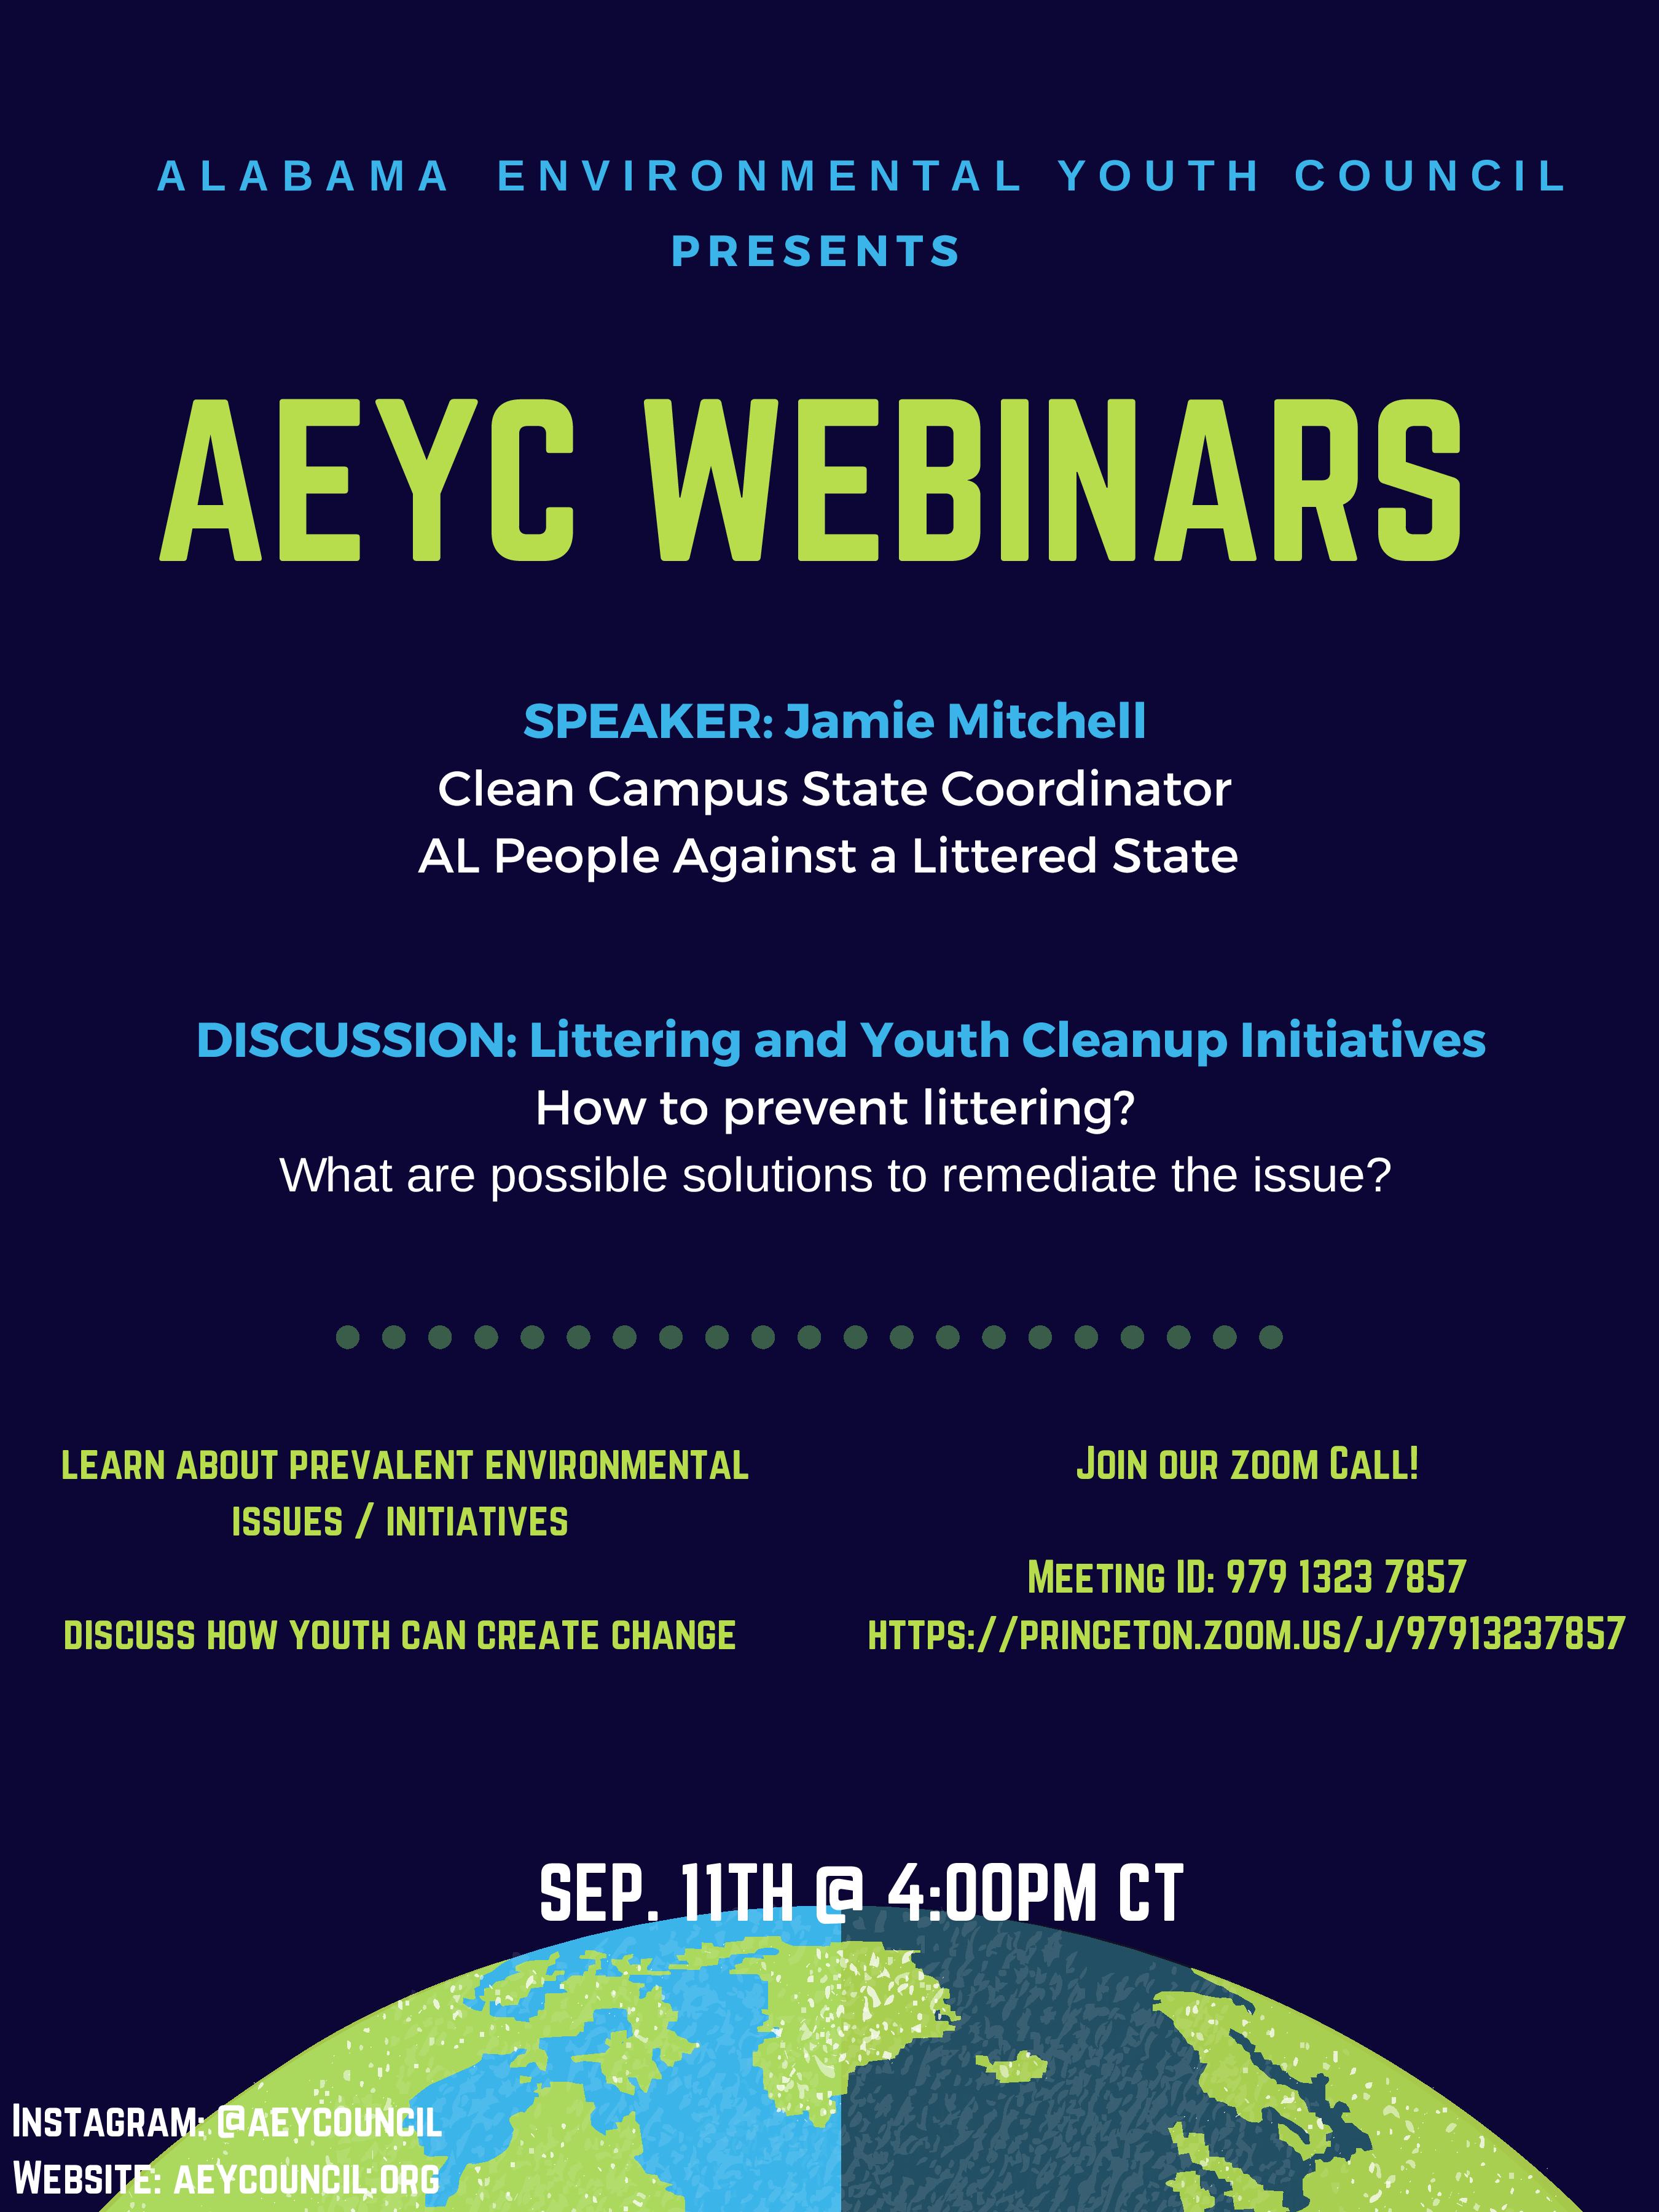 ALABAMA ENVIRONMENTAL YOUTH COUNCIL
PRESENTS
AEYC WEBINARS
SPEAKER: Jamie Mitchell
Clean Campus State Coordinator
AL People Against a Littered State
DISCUSSION: Littering and Youth Cleanup Initiatives
How to prevent littering?
What are possible solutions to remediate the issue?
LEARN ABOUT PREVALENT ENVIRONMENTAL
ISSUES / INITIATIVES
DISCUSS HOW YOUTH CAN CREATE CHANGE
JOIN OUR ZOOM CALL!
MEETING ID: 979 1323 7857
HTTPS://PRINCETON.ZOOM.US/J/97913237857
SEP. 11TH @ 4:00PM CT
INSTAGRAM: @AEYCOUNCIL
WEBSITE: AEYCOUNCIL.ORG